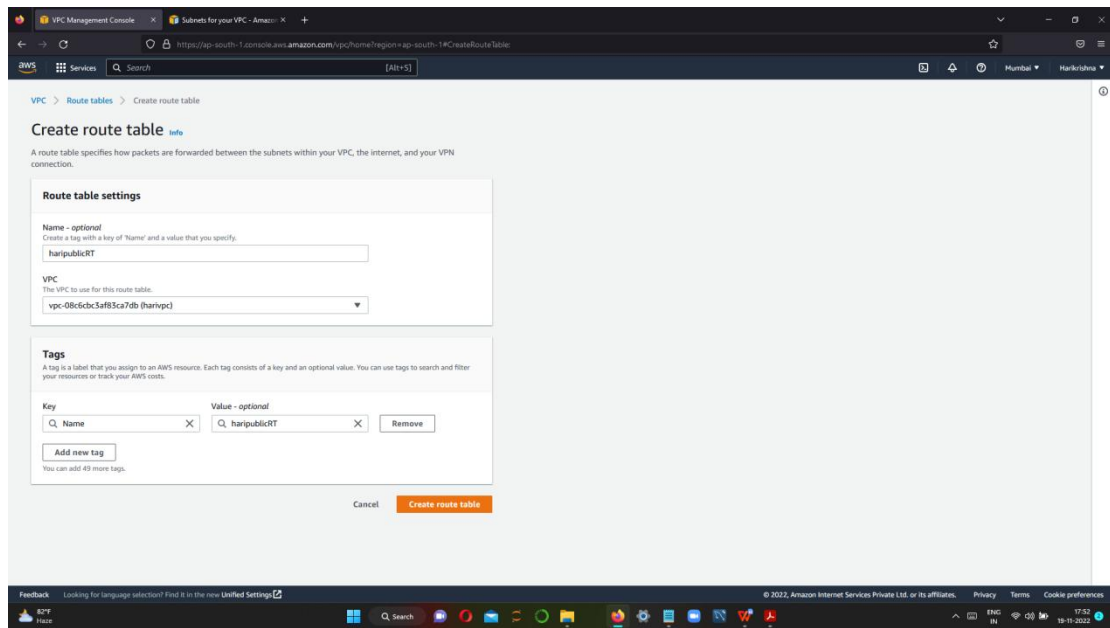 VPC Management Console
Subnets for your VPC - Amazon
https://ap-south-1.console.aws.amazon.com/vpc/home?region=ap-south-1#CreateRouteTable:
aws
Services
Search
[Alt+S]
Mumbai
Harikrishna
VPC > Route tables > Create route table
Create route table Info
A route table specifies how packets are forwarded between the subnets within your VPC, the internet, and your VPN
connection.
Route table settings
Name - optional
Create a tag with a key of 'Name' and a value that you specify.
haripublicRT
VPC
The VPC to use for this route table.
vpc-08c6cbc3af83ca7db (harivpc)
Tags
A tag is a label that you assign to an AWS resource. Each tag consists of a key and an optional value. You can use tags to search and filter
your resources or track your AWS costs.
Key
Value - optional
Name
haripublicRT
Remove
Add new tag
You can add 49 more tags.
Cancel
Create route table
Feedback
Looking for language selection? Find it in the new Unified Settings
© 2022, Amazon Internet Services Private Ltd. or its affiliates.
Privacy
Terms
Cookie preferences
82°F
Haze
Search
ENG
IN
17:52
19-11-2022
2